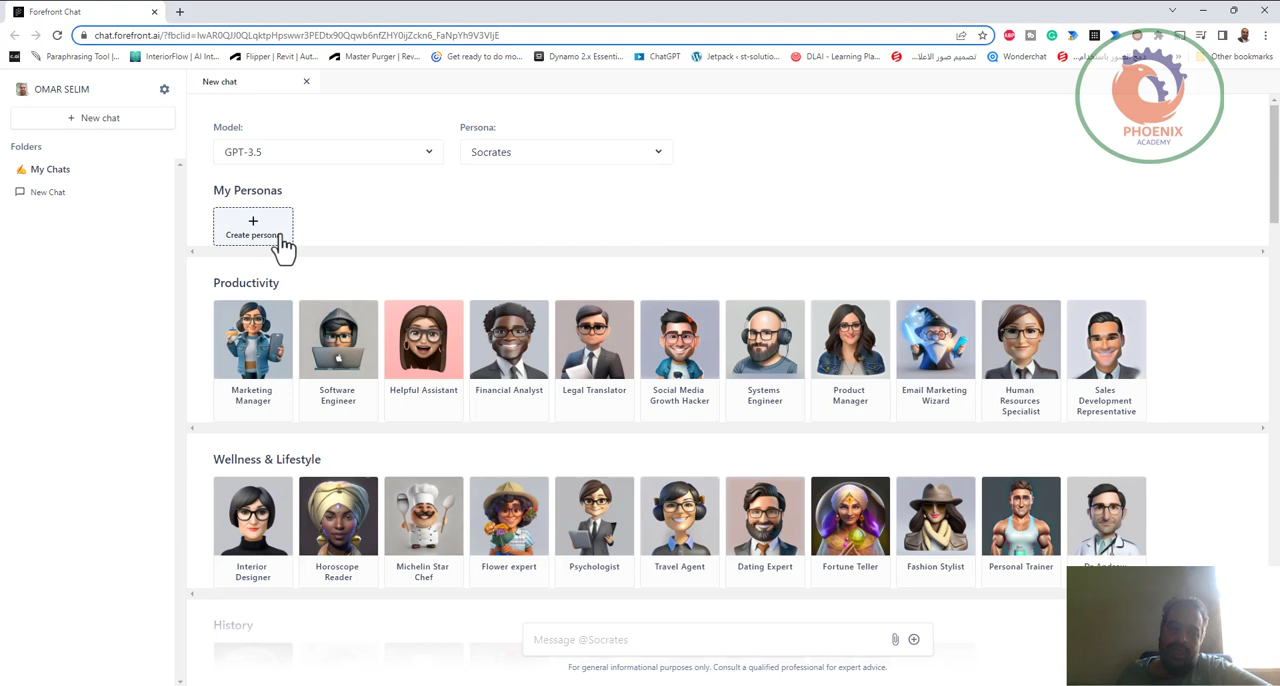 Forefront Chat
chat.forefront.ai/?fbclid=IwAR0QJJ0QLqktpHpswwr3PEDtx90Qqwb6nfZHY0ijZckn6_FaNpYh9V3VIjE
Paraphrasing Tool |...
InteriorFlow | AI Int...
Flipper | Revit | Aut...
Master Purger | Rev...
Get ready to do mo...
Dynamo 2.x Essenti...
ChatGPT
Jetpack ‹ st-solutio...
DLAI - Learning Pla...
تصميم صور الاعلا...
Wonderchat
Other bookmarks
OMAR SELIM
New chat
PHOENIX
ACADEMY
+ New chat
Folders
My Chats
New Chat
Model:
Persona:
GPT-3.5
Socrates
My Personas
+
Create persona
Productivity
Marketing Manager
Software Engineer
Helpful Assistant
Financial Analyst
Legal Translator
Social Media Growth Hacker
Systems Engineer
Product Manager
Email Marketing Wizard
Human Resources Specialist
Sales Development Representative
Wellness & Lifestyle
Interior Designer
Horoscope Reader
Michelin Star Chef
Flower expert
Psychologist
Travel Agent
Dating Expert
Fortune Teller
Fashion Stylist
Personal Trainer
History
Message @Socrates
For general informational purposes only. Consult a qualified professional for expert advice.